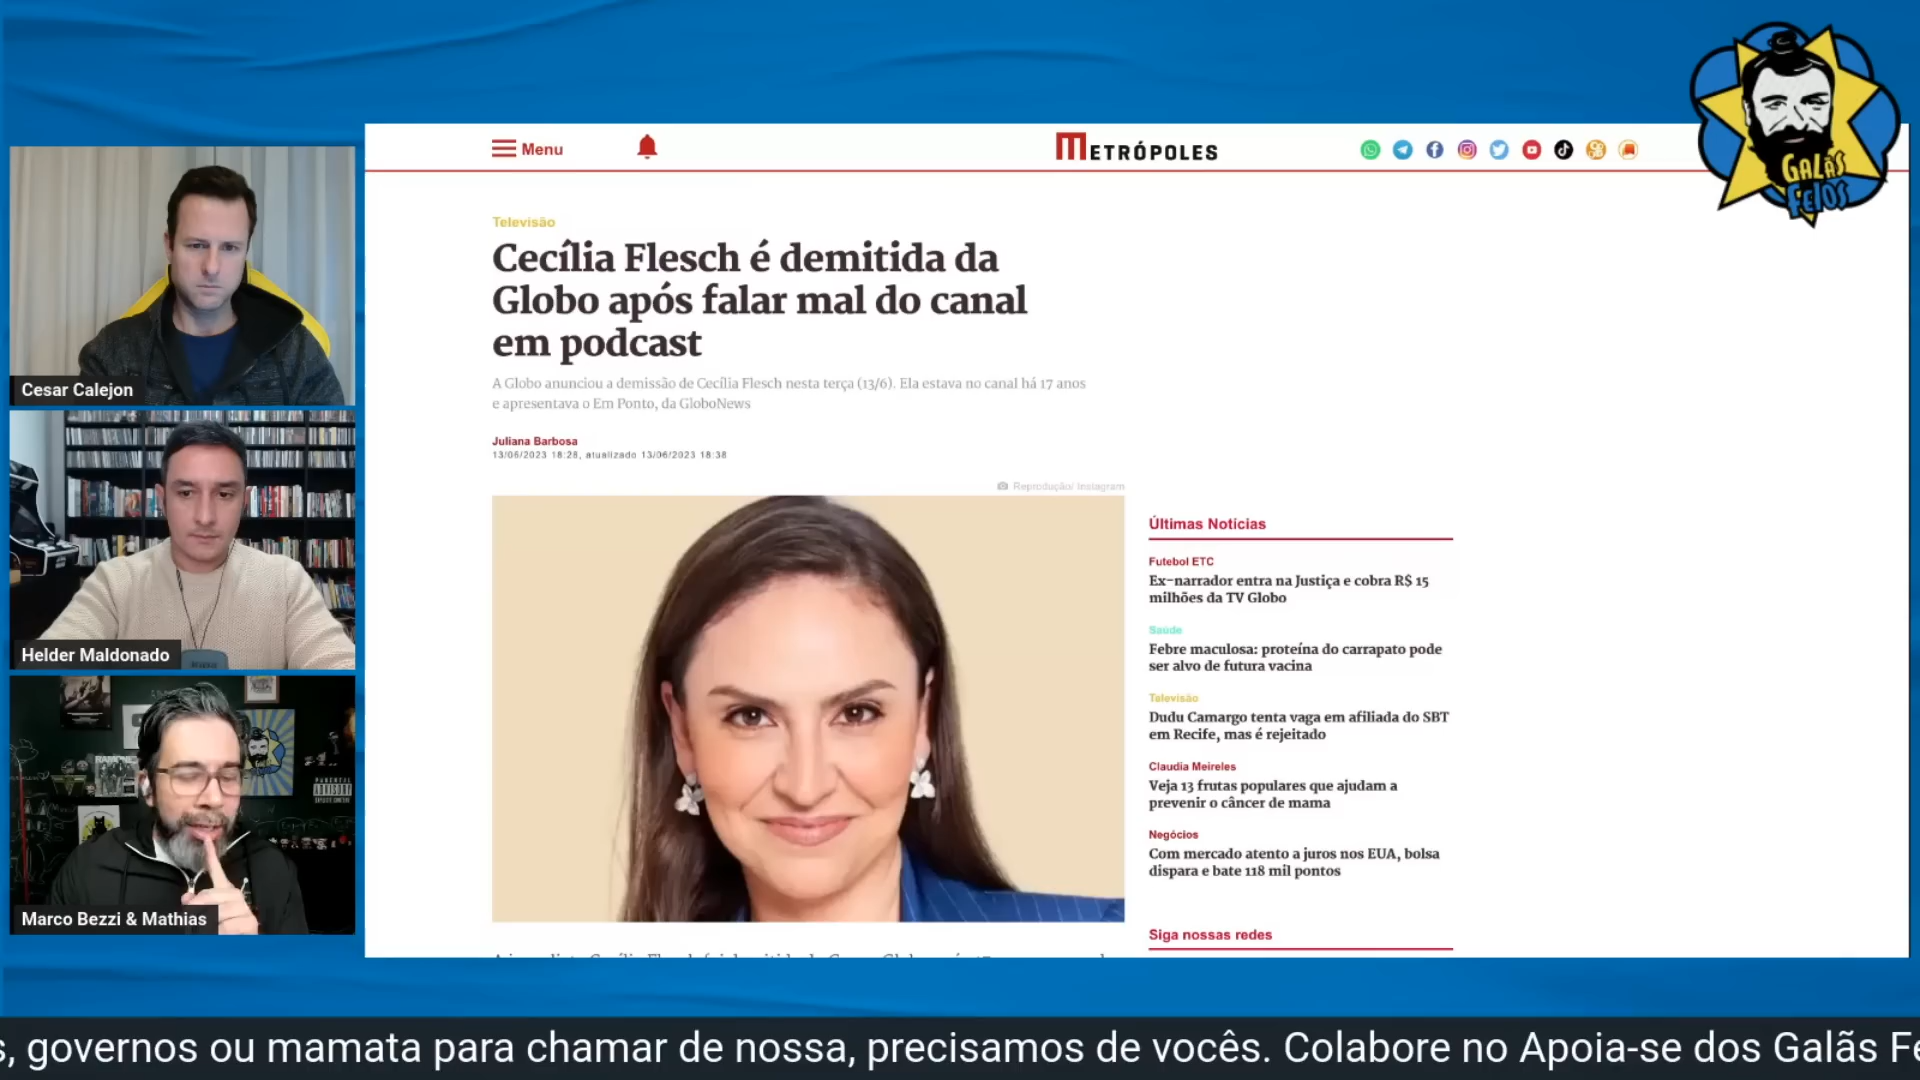 Menu
METRÓPOLES
GALÃS
FEIOS
Televisão
Cecília Flesch é demitida da
Globo após falar mal do canal
em podcast
A Globo anunciou a demissão de Cecília Flesch nesta terça (13/6). Ela estava no canal há 17 anos
e apresentava o Em Ponto, da GloboNews
Juliana Barbosa
13/06/2023 18:28, atualizado 13/06/2023 18:38
Reprodução/ Instagram
Últimas Notícias
Futebol ETC
Ex-narrador entra na Justiça e cobra R$ 15
milhões da TV Globo
Saúde
Febre maculosa: proteína do carrapato pode
ser alvo de futura vacina
Televisão
Dudu Camargo tenta vaga em afiliada do SBT
em Recife, mas é rejeitado
Claudia Meireles
Veja 13 frutas populares que ajudam a
prevenir o câncer de mama
Negócios
Com mercado atento a juros nos EUA, bolsa
dispara e bate 118 mil pontos
Siga nossas redes
Cesar Calejon
Helder Maldonado
PARENTAL
ADVISORY
Marco Bezzi & Mathias
s, governos ou mamata para chamar de nossa, precisamos de vocês. Colabore no Apoia-se dos Galãs Fe